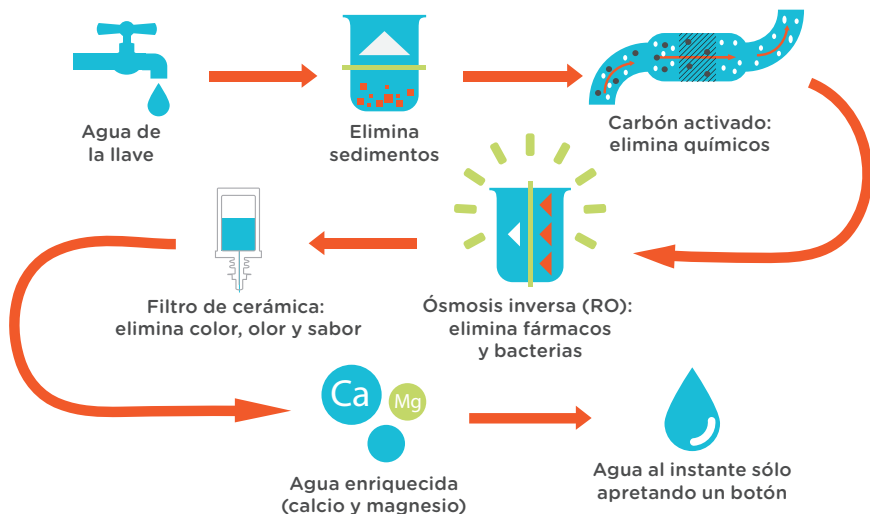 Agua de
la llave
Elimina
sedimentos
Carbón activado:
elimina químicos
Ósmosis inversa (RO):
elimina fármacos
y bacterias
Filtro de cerámica:
elimina color, olor y sabor
Ca
Mg
Agua enriquecida
(calcio y magnesio)
Agua al instante sólo
apretando un botón